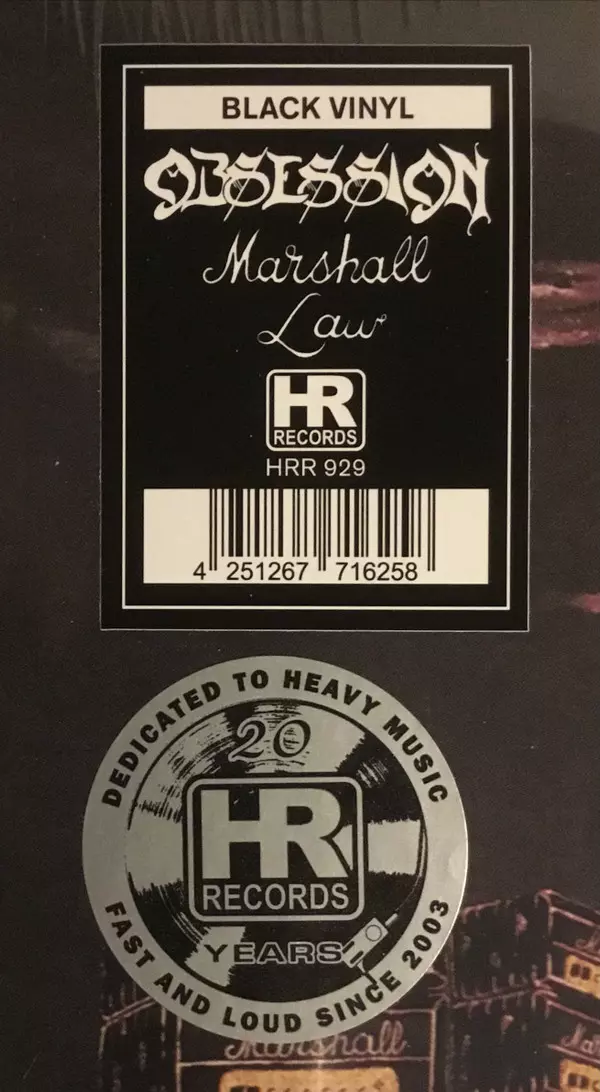 BLACK VINYL
OBSESSION
Marshall
Law
HR
RECORDS
HRR 929
4 251267 716258
DEDICATED TO HEAVY MUSIC
20
HR
RECORDS
YEARS
FAST AND LOUD SINCE 2003
Marshall